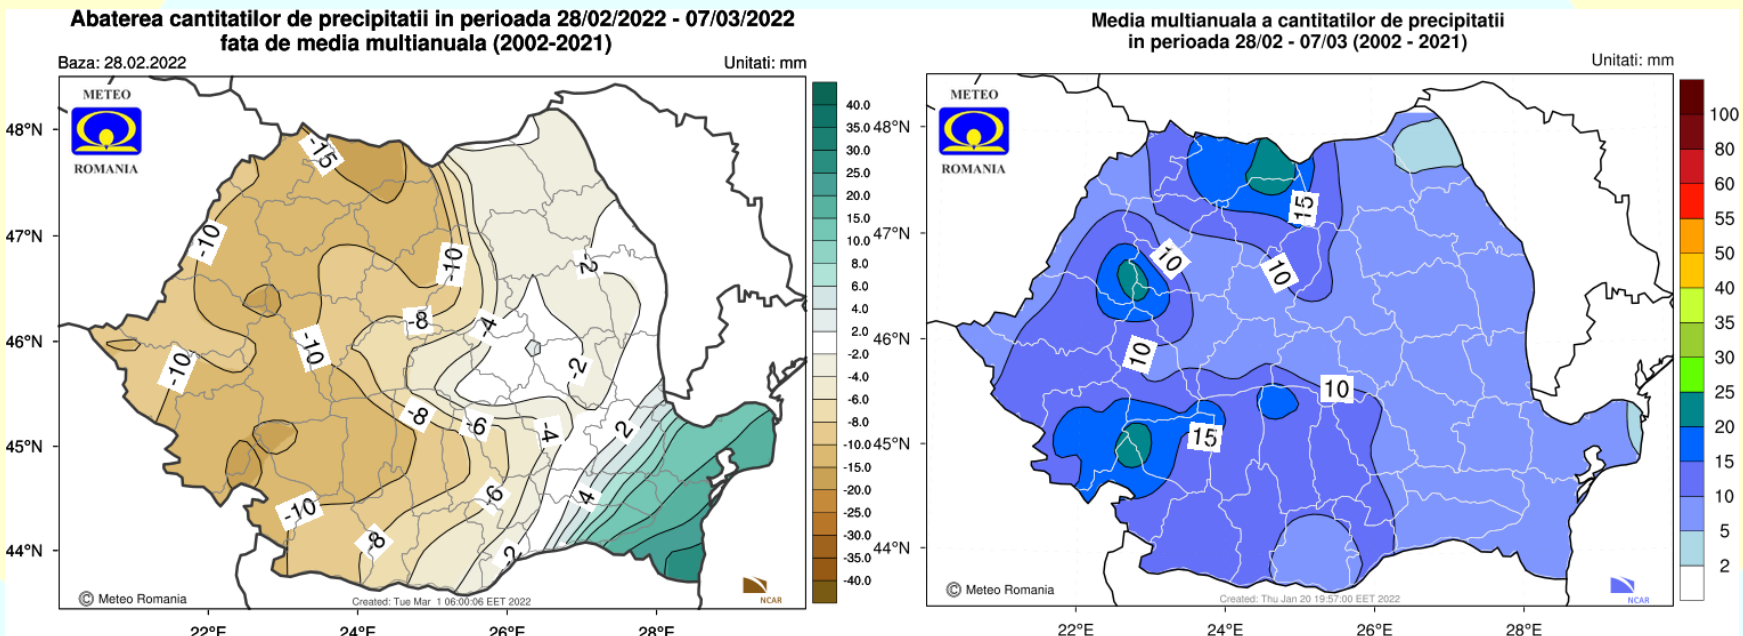 Abaterea cantitatilor de precipitatii in perioada 28/02/2022 - 07/03/2022
fata de media multianuala (2002-2021)
Baza: 28.02.2022
Unitati: mm
METEO
ROMANIA
48°N
47°N
46°N
45°N
44°N
-15
-10
-10
-2
-8
-4
-10
-10
-2
-8
-6
-4
2
-6
4
-10
-8
-2
40.0
35.0
30.0
25.0
20.0
15.0
10.0
8.0
6.0
4.0
2.0
-2.0
-4.0
-6.0
-8.0
-10.0
-15.0
-20.0
-25.0
-30.0
-35.0
-40.0
© Meteo Romania
Created: Tue Mar 1 06:00:06 EET 2022
NCAR
22°E
24°E
26°E
28°E
Media multianuala a cantitatilor de precipitatii
in perioada 28/02 - 07/03 (2002 - 2021)
Unitati: mm
METEO
ROMANIA
48°N
47°N
46°N
45°N
44°N
15
10
10
10
10
15
100
80
60
55
50
40
35
30
25
20
15
10
5
2
© Meteo Romania
Created: Thu Jan 20 19:57:00 EET 2022
NCAR
22°E
24°E
26°E
28°E